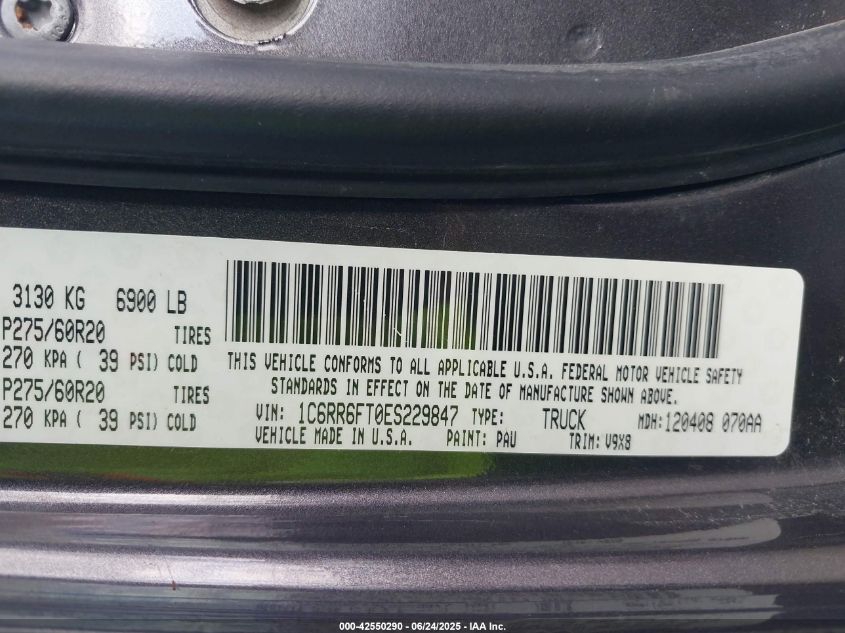 3130 KG 6900 LB
P275/60R20 TIRES
270 KPA ( 39 PSI) COLD
P275/60R20 TIRES
270 KPA ( 39 PSI) COLD
THIS VEHICLE CONFORMS TO ALL APPLICABLE U.S.A. FEDERAL MOTOR VEHICLE SAFETY
STANDARDS IN EFFECT ON THE DATE OF MANUFACTURE SHOWN ABOVE.
VIN: 1C6RR6FT0ES229847 TYPE: TRUCK MDH:120408 070AA
VEHICLE MADE IN U.S.A. PAINT: PAU TRIM: V9X8
000-42550290 - 06/24/2025 - IAA Inc.